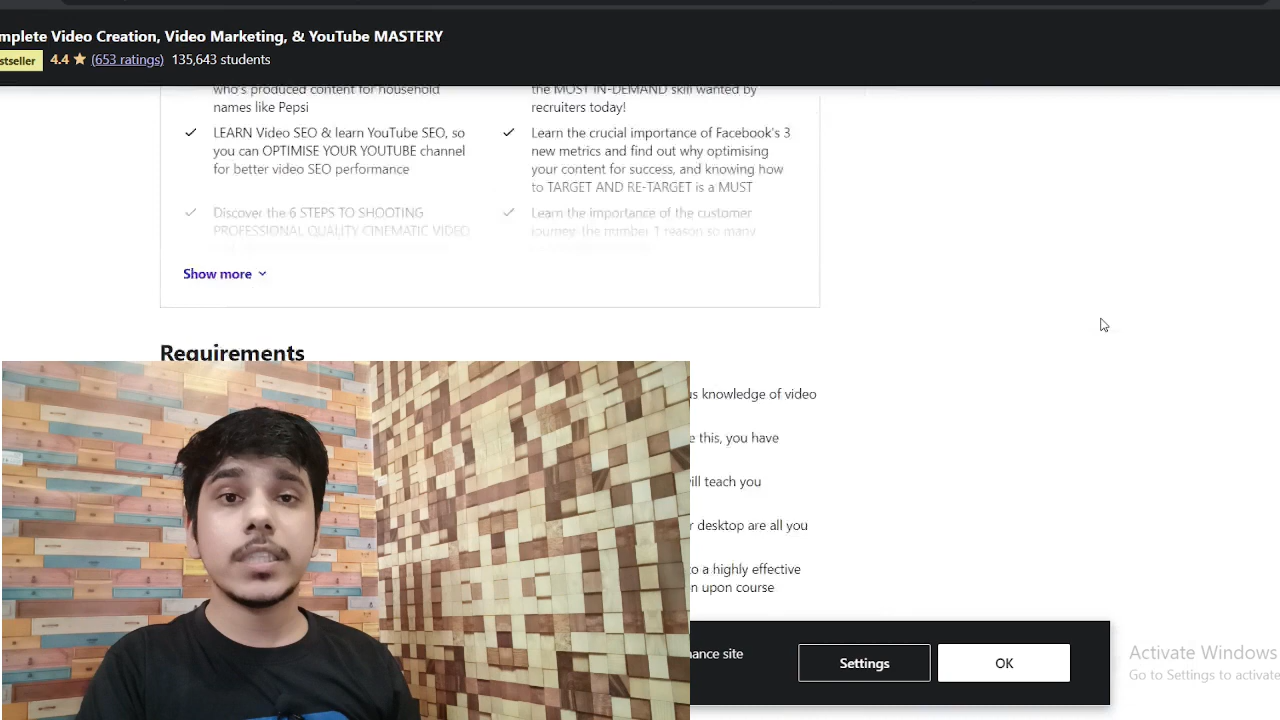 mplete Video Creation, Video Marketing, & YouTube MASTERY
stseller 4.4 (653 ratings) 135,643 students
who's produced content for household
names like Pepsi
LEARN Video SEO & learn YouTube SEO, so
you can OPTIMISE YOUR YOUTUBE channel
for better video SEO performance
Discover the 6 STEPS TO SHOOTING
PROFESSIONAL QUALITY CINEMATIC VIDEO
the MOST IN-DEMAND skill wanted by
recruiters today!
Learn the crucial importance of Facebook's 3
new metrics and find out why optimising
your content for success, and knowing how
to TARGET AND RE-TARGET is a MUST
Learn the importance of the customer
journey (the number 1 reason so many
Show more
Requirements
us knowledge of video
e this, you have
will teach you
r desktop are all you
to a highly effective
n upon course
nance site
Settings
OK
Activate Windows
Go to Settings to activate